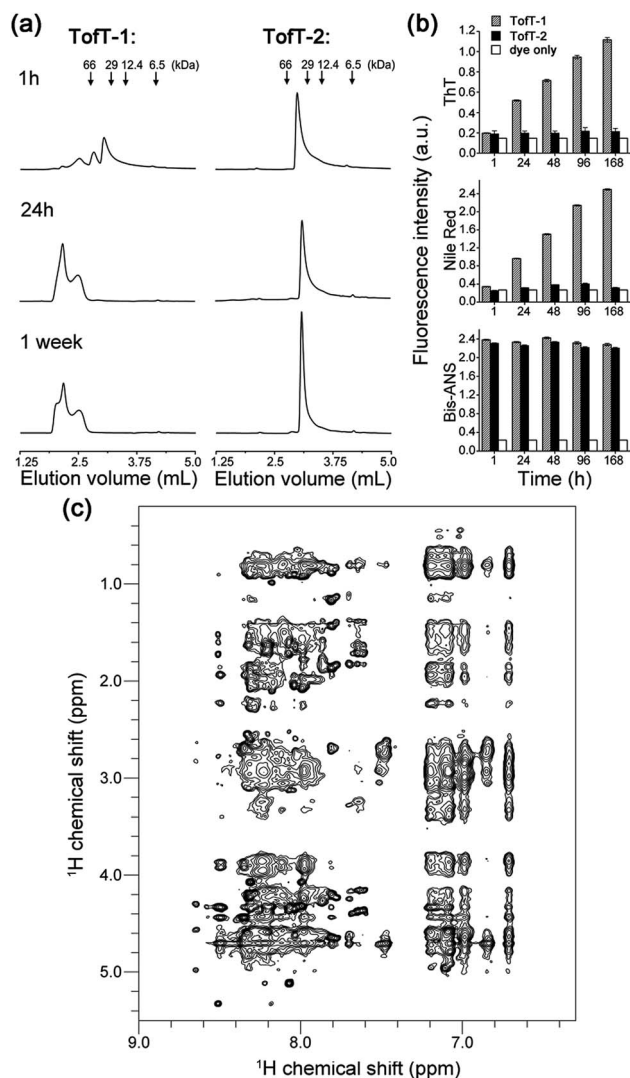 (a)
TofT-1: TofT-2:
66 29 12.4 6.5 (kDa) 66 29 12.4 6.5 (kDa)
1h
24h
1 week
1.25 2.5 3.75 5.0 1.25 2.5 3.75 5.0
Elution volume (mL) Elution volume (mL)
(b)
TofT-1
TofT-2
dye only
Fluorescence intensity (a.u.)
ThT
1.2
1.0
0.8
0.6
0.4
0.2
0.0
1 24 48 96 168
Nile Red
2.4
2.0
1.6
1.2
0.8
0.4
0.0
1 24 48 96 168
Bis-ANS
2.4
2.0
1.6
1.2
0.8
0.4
0.0
1 24 48 96 168
Time (h)
(c)
1.0
2.0
3.0
4.0
5.0
¹H chemical shift (ppm)
9.0 8.0 7.0
¹H chemical shift (ppm)